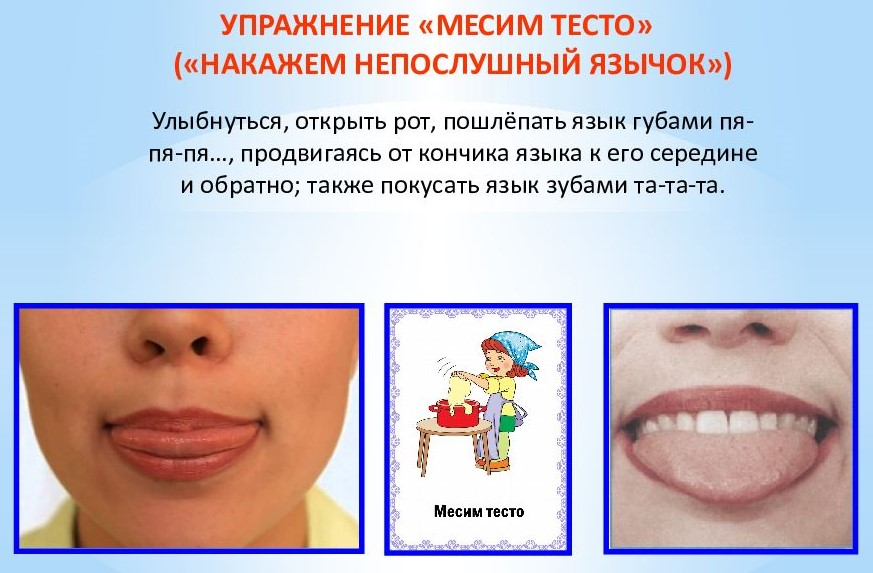 УПРАЖНЕНИЕ «МЕСИМ ТЕСТО»
(«НАКАЖЕМ НЕПОСЛУШНЫЙ ЯЗЫЧОК»)
Улыбнуться, открыть рот, пошлёпать язык губами пя-
пя-пя…, продвигаясь от кончика языка к его середине
и обратно; также покусать язык зубами та-та-та.
Месим тесто